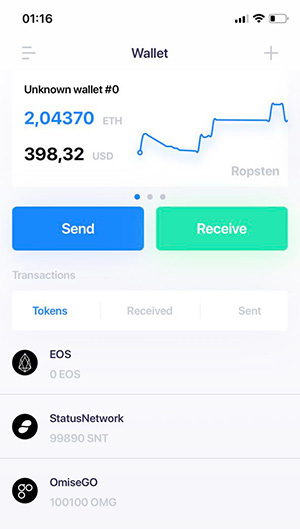 01:16
Wallet
Unknown wallet #0
2,04370 ETH
398,32 USD
Ropsten
Send
Receive
Transactions
Tokens
Received
Sent
EOS
0 EOS
StatusNetwork
99890 SNT
OmiseGO
100100 OMG